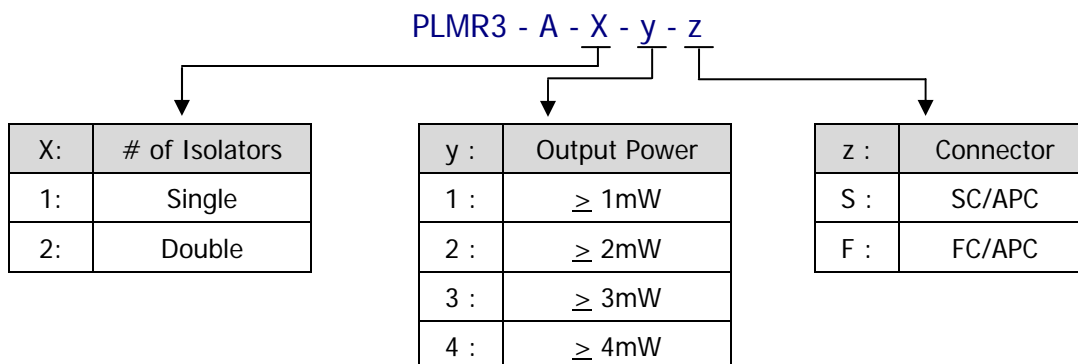 PLMR3 - A - X - y - z
X: # of Isolators
1: Single
2: Double
y : Output Power
1 : ≥ 1mW
2 : ≥ 2mW
3 : ≥ 3mW
4 : ≥ 4mW
z : Connector
S : SC/APC
F : FC/APC